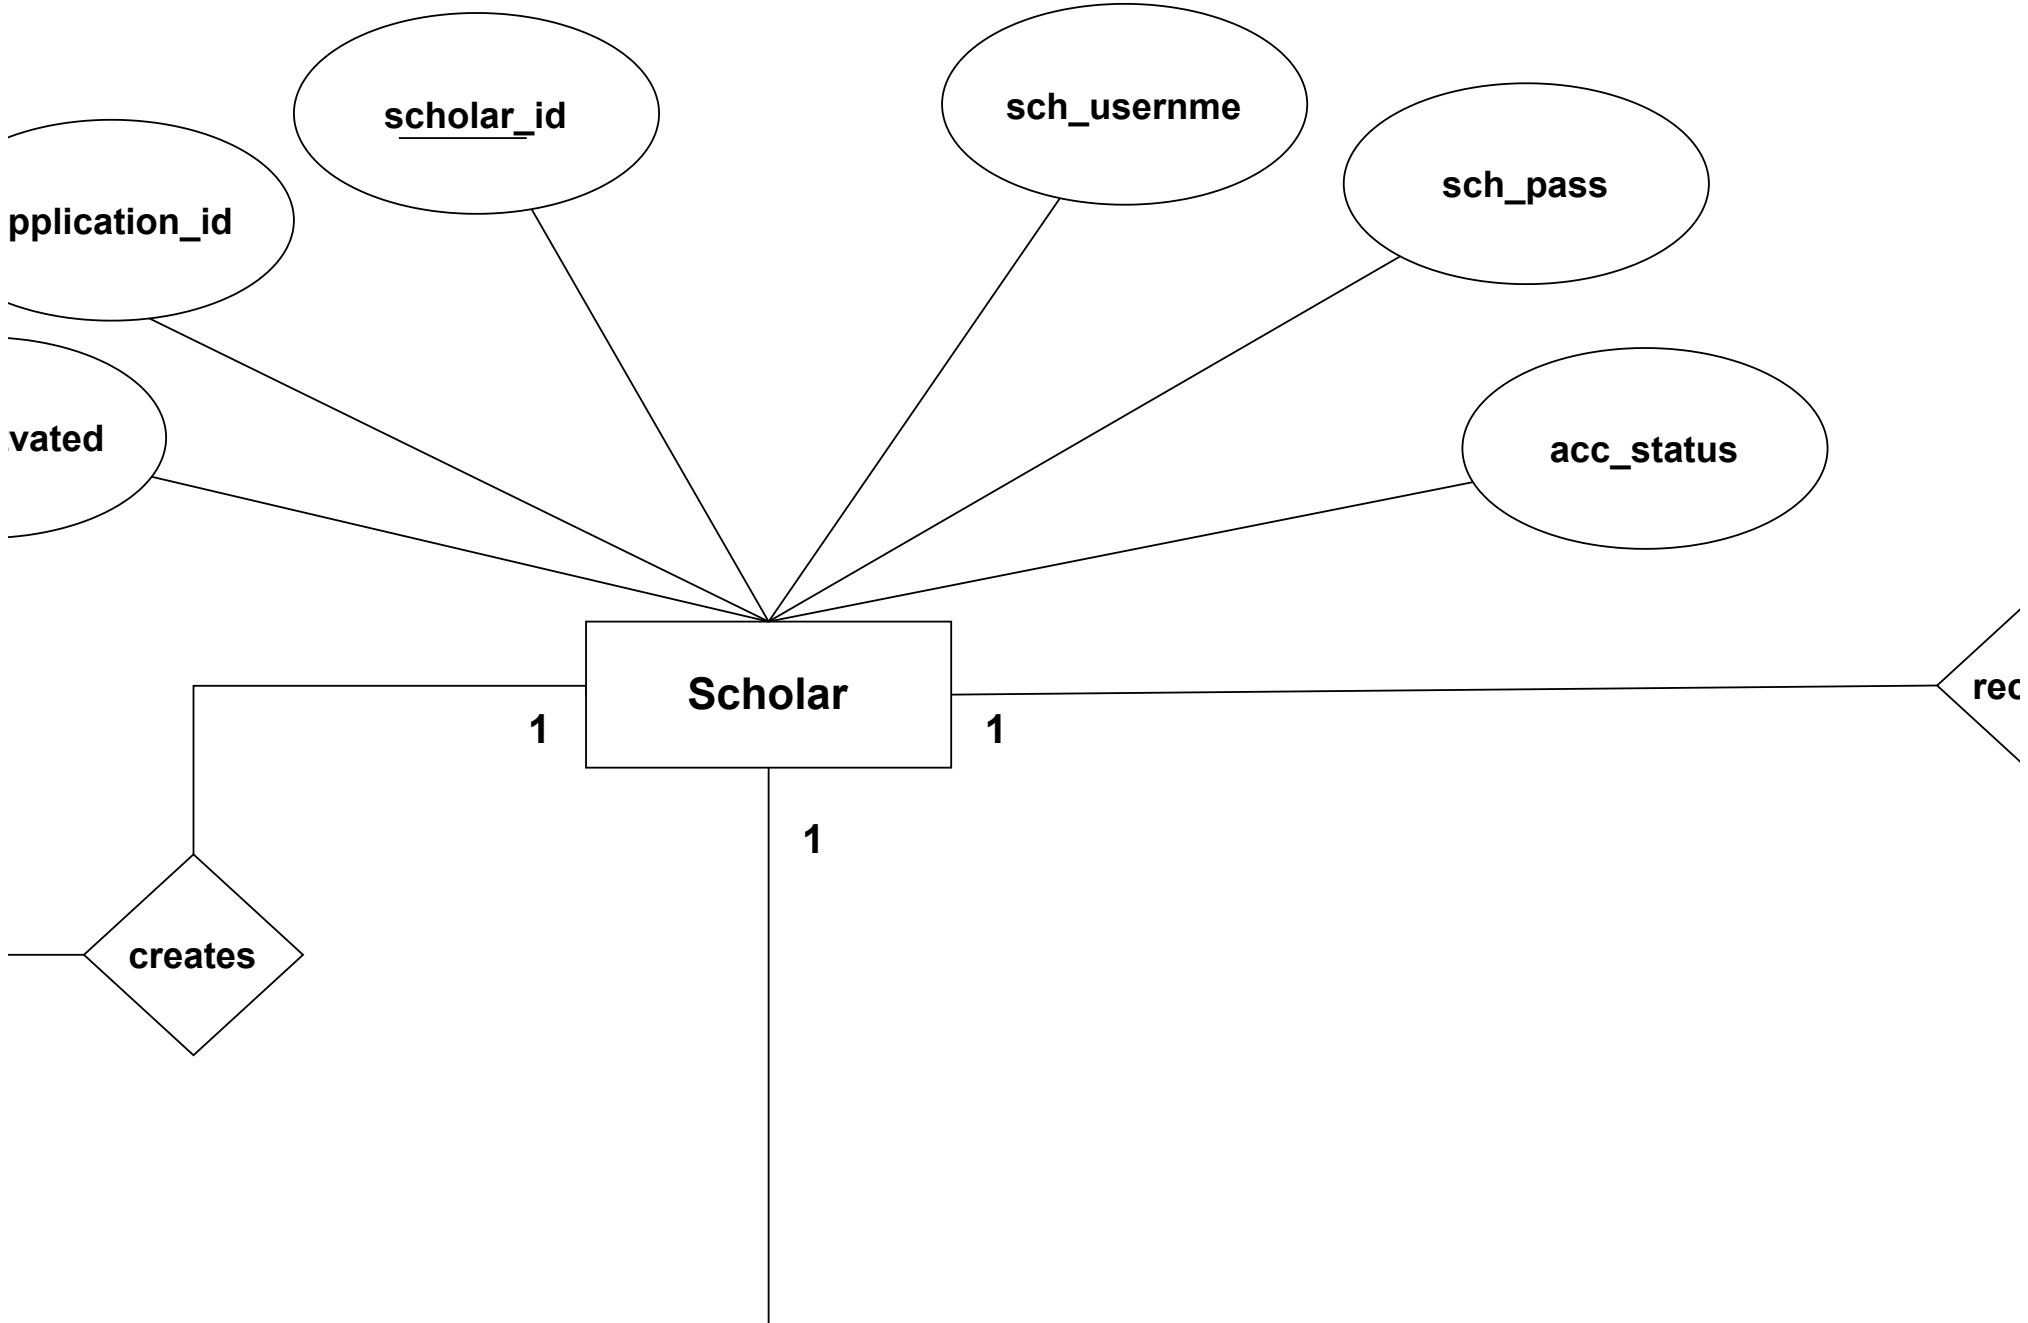 scholar_id
sch_usernme
sch_pass
pplication_id
vated
acc_status
Scholar
1
1
rec
1
creates